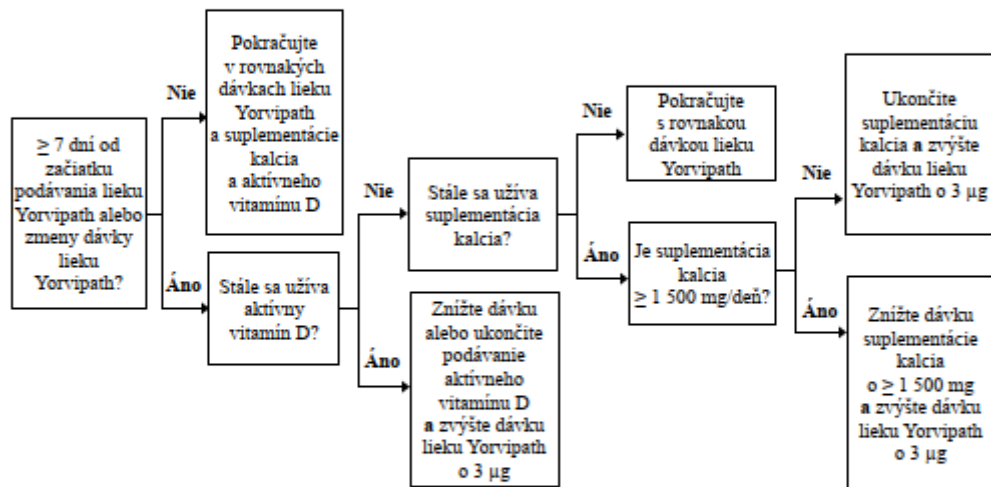 ≥ 7 dní od
začiatku
podávania lieku
Yorvipath alebo
zmeny dávky
lieku
Yorvipath?
Nie
Pokračujte
v rovnakých
dávkach lieku
Yorvipath
a suplementácie
kalcia
a aktívneho
vitamínu D
Áno
Stále sa užíva
aktívny
vitamín D?
Nie
Stále sa užíva
suplementácia
kalcia?
Áno
Znížte dávku
alebo ukončite
podávanie
aktívneho
vitamínu D
a zvýšte dávku
lieku Yorvipath
o 3 µg
Nie
Pokračujte
s rovnakou
dávkou lieku
Yorvipath
Áno
Je suplementácia
kalcia
≥ 1 500 mg/deň?
Nie
Ukončite
suplementáciu
kalcia a zvýšte
dávku lieku
Yorvipath o 3 µg
Áno
Znížte dávku
suplementácie
kalcia
o ≥ 1 500 mg
a zvýšte dávku
lieku Yorvipath
o 3 µg